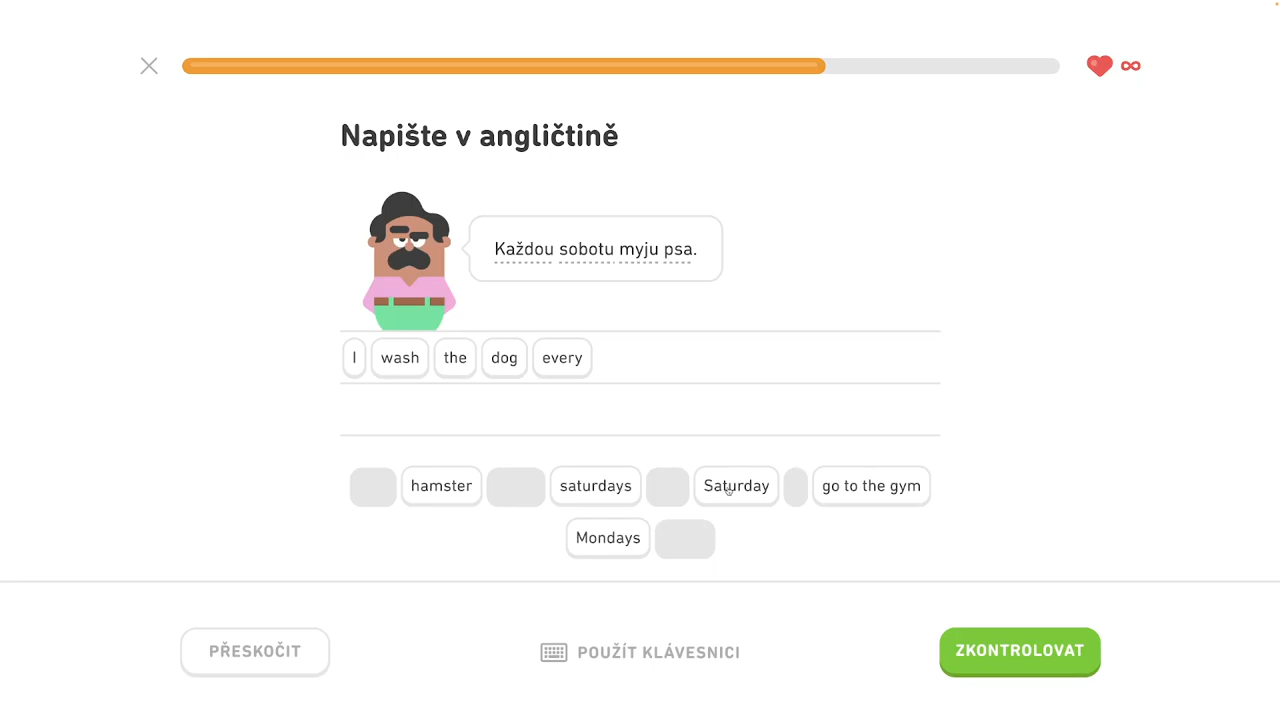 Napište v angličtině
Každou sobotu myju psa.
I wash the dog every
hamster saturdays Saturday go to the gym
Mondays
PŘESKOČIT POUŽÍT KLÁVESNICI ZKONTROLOVAT